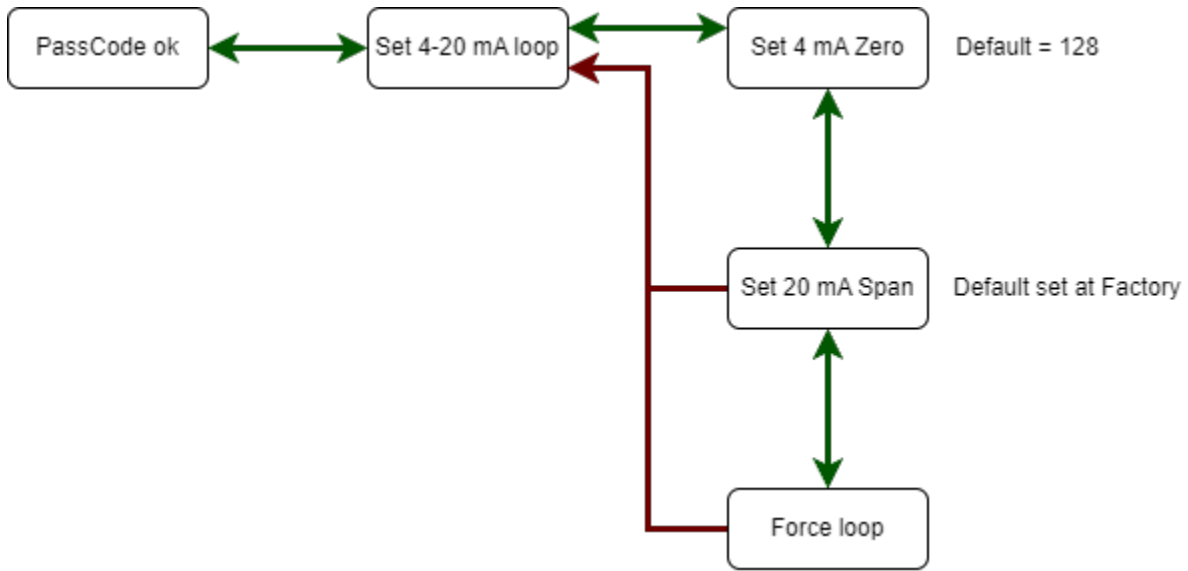 PassCode ok
Set 4-20 mA loop
Set 4 mA Zero
Default = 128
Set 20 mA Span
Default set at Factory
Force loop